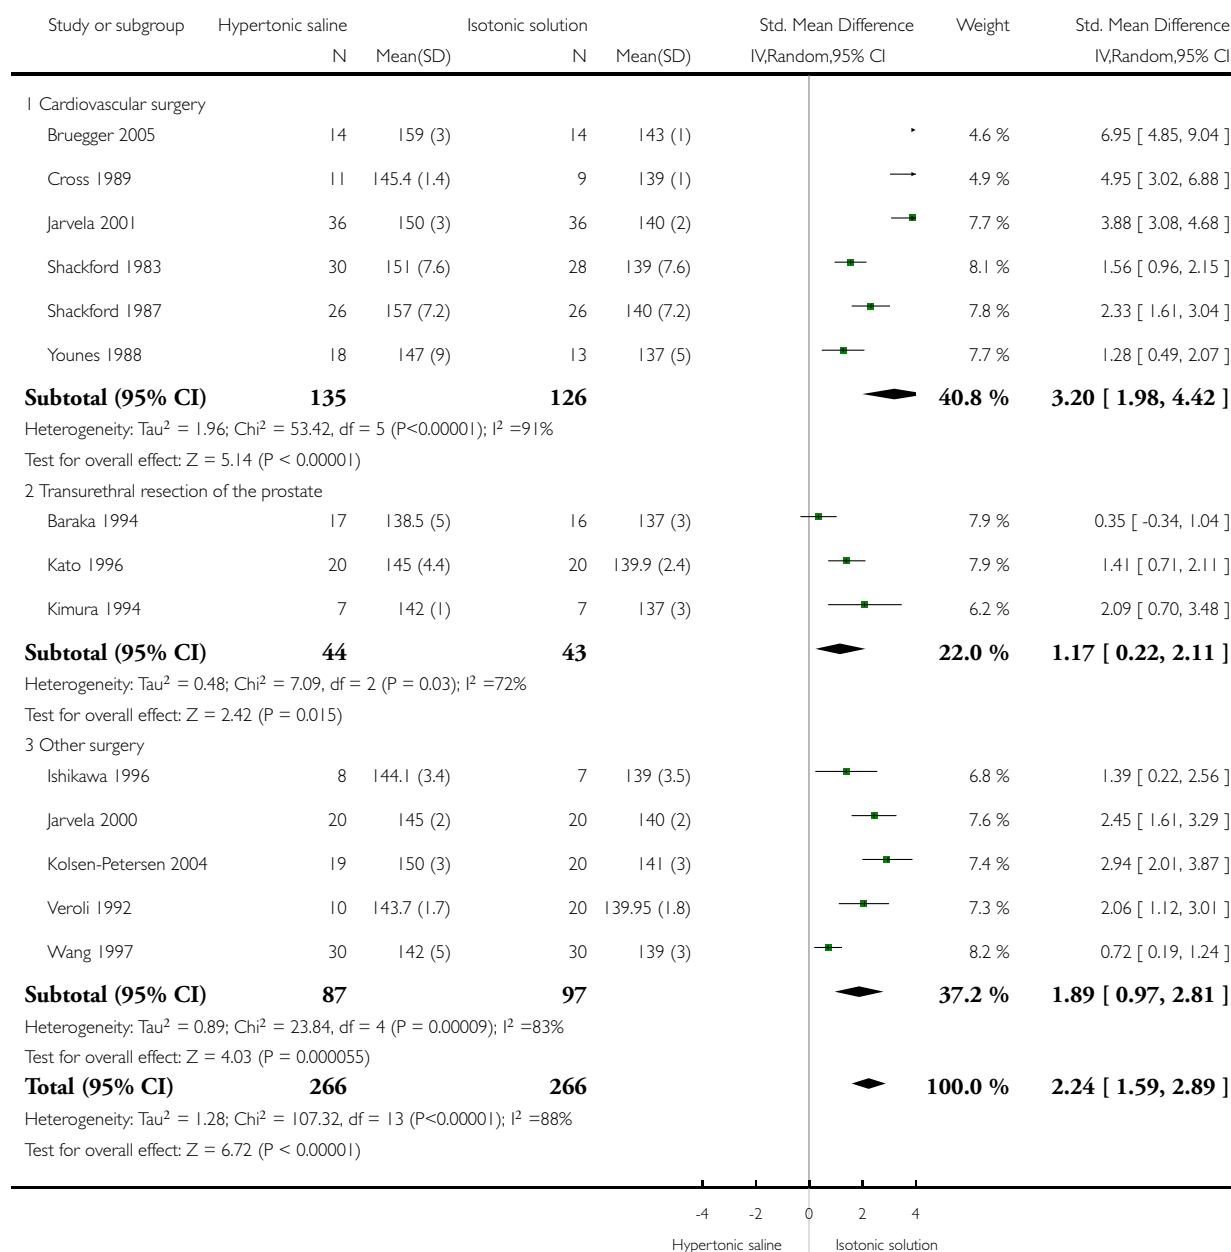 Study or subgroup Hypertonic saline Isotonic solution Std. Mean Difference Weight Std. Mean Difference
N Mean(SD) N Mean(SD) IV,Random,95% CI IV,Random,95% CI
1 Cardiovascular surgery
Bruegger 2005 14 159 (3) 14 143 (1) 4.6 % 6.95 [ 4.85, 9.04 ]
Cross 1989 11 145.4 (1.4) 9 139 (1) 4.9 % 4.95 [ 3.02, 6.88 ]
Jarvela 2001 36 150 (3) 36 140 (2) 7.7 % 3.88 [ 3.08, 4.68 ]
Shackford 1983 30 151 (7.6) 28 139 (7.6) 8.1 % 1.56 [ 0.96, 2.15 ]
Shackford 1987 26 157 (7.2) 26 140 (7.2) 7.8 % 2.33 [ 1.61, 3.04 ]
Younes 1988 18 147 (9) 13 137 (5) 7.7 % 1.28 [ 0.49, 2.07 ]
Subtotal (95% CI) 135 126 40.8 % 3.20 [ 1.98, 4.42 ]
Heterogeneity: Tau² = 1.96; Chi² = 53.42, df = 5 (P<0.00001); I² =91%
Test for overall effect: Z = 5.14 (P < 0.00001)
2 Transurethral resection of the prostate
Baraka 1994 17 138.5 (5) 16 137 (3) 7.9 % 0.35 [ -0.34, 1.04 ]
Kato 1996 20 145 (4.4) 20 139.9 (2.4) 7.9 % 1.41 [ 0.71, 2.11 ]
Kimura 1994 7 142 (1) 7 137 (3) 6.2 % 2.09 [ 0.70, 3.48 ]
Subtotal (95% CI) 44 43 22.0 % 1.17 [ 0.22, 2.11 ]
Heterogeneity: Tau² = 0.48; Chi² = 7.09, df = 2 (P = 0.03); I² =72%
Test for overall effect: Z = 2.42 (P = 0.015)
3 Other surgery
Ishikawa 1996 8 144.1 (3.4) 7 139 (3.5) 6.8 % 1.39 [ 0.22, 2.56 ]
Jarvela 2000 20 145 (2) 20 140 (2) 7.6 % 2.45 [ 1.61, 3.29 ]
Kolsen-Petersen 2004 19 150 (3) 20 141 (3) 7.4 % 2.94 [ 2.01, 3.87 ]
Veroli 1992 10 143.7 (1.7) 20 139.95 (1.8) 7.3 % 2.06 [ 1.12, 3.01 ]
Wang 1997 30 142 (5) 30 139 (3) 8.2 % 0.72 [ 0.19, 1.24 ]
Subtotal (95% CI) 87 97 37.2 % 1.89 [ 0.97, 2.81 ]
Heterogeneity: Tau² = 0.89; Chi² = 23.84, df = 4 (P = 0.00009); I² =83%
Test for overall effect: Z = 4.03 (P = 0.000055)
Total (95% CI) 266 266 100.0 % 2.24 [ 1.59, 2.89 ]
Heterogeneity: Tau² = 1.28; Chi² = 107.32, df = 13 (P<0.00001); I² =88%
Test for overall effect: Z = 6.72 (P < 0.00001)
-4 -2 0 2 4
Hypertonic saline Isotonic solution